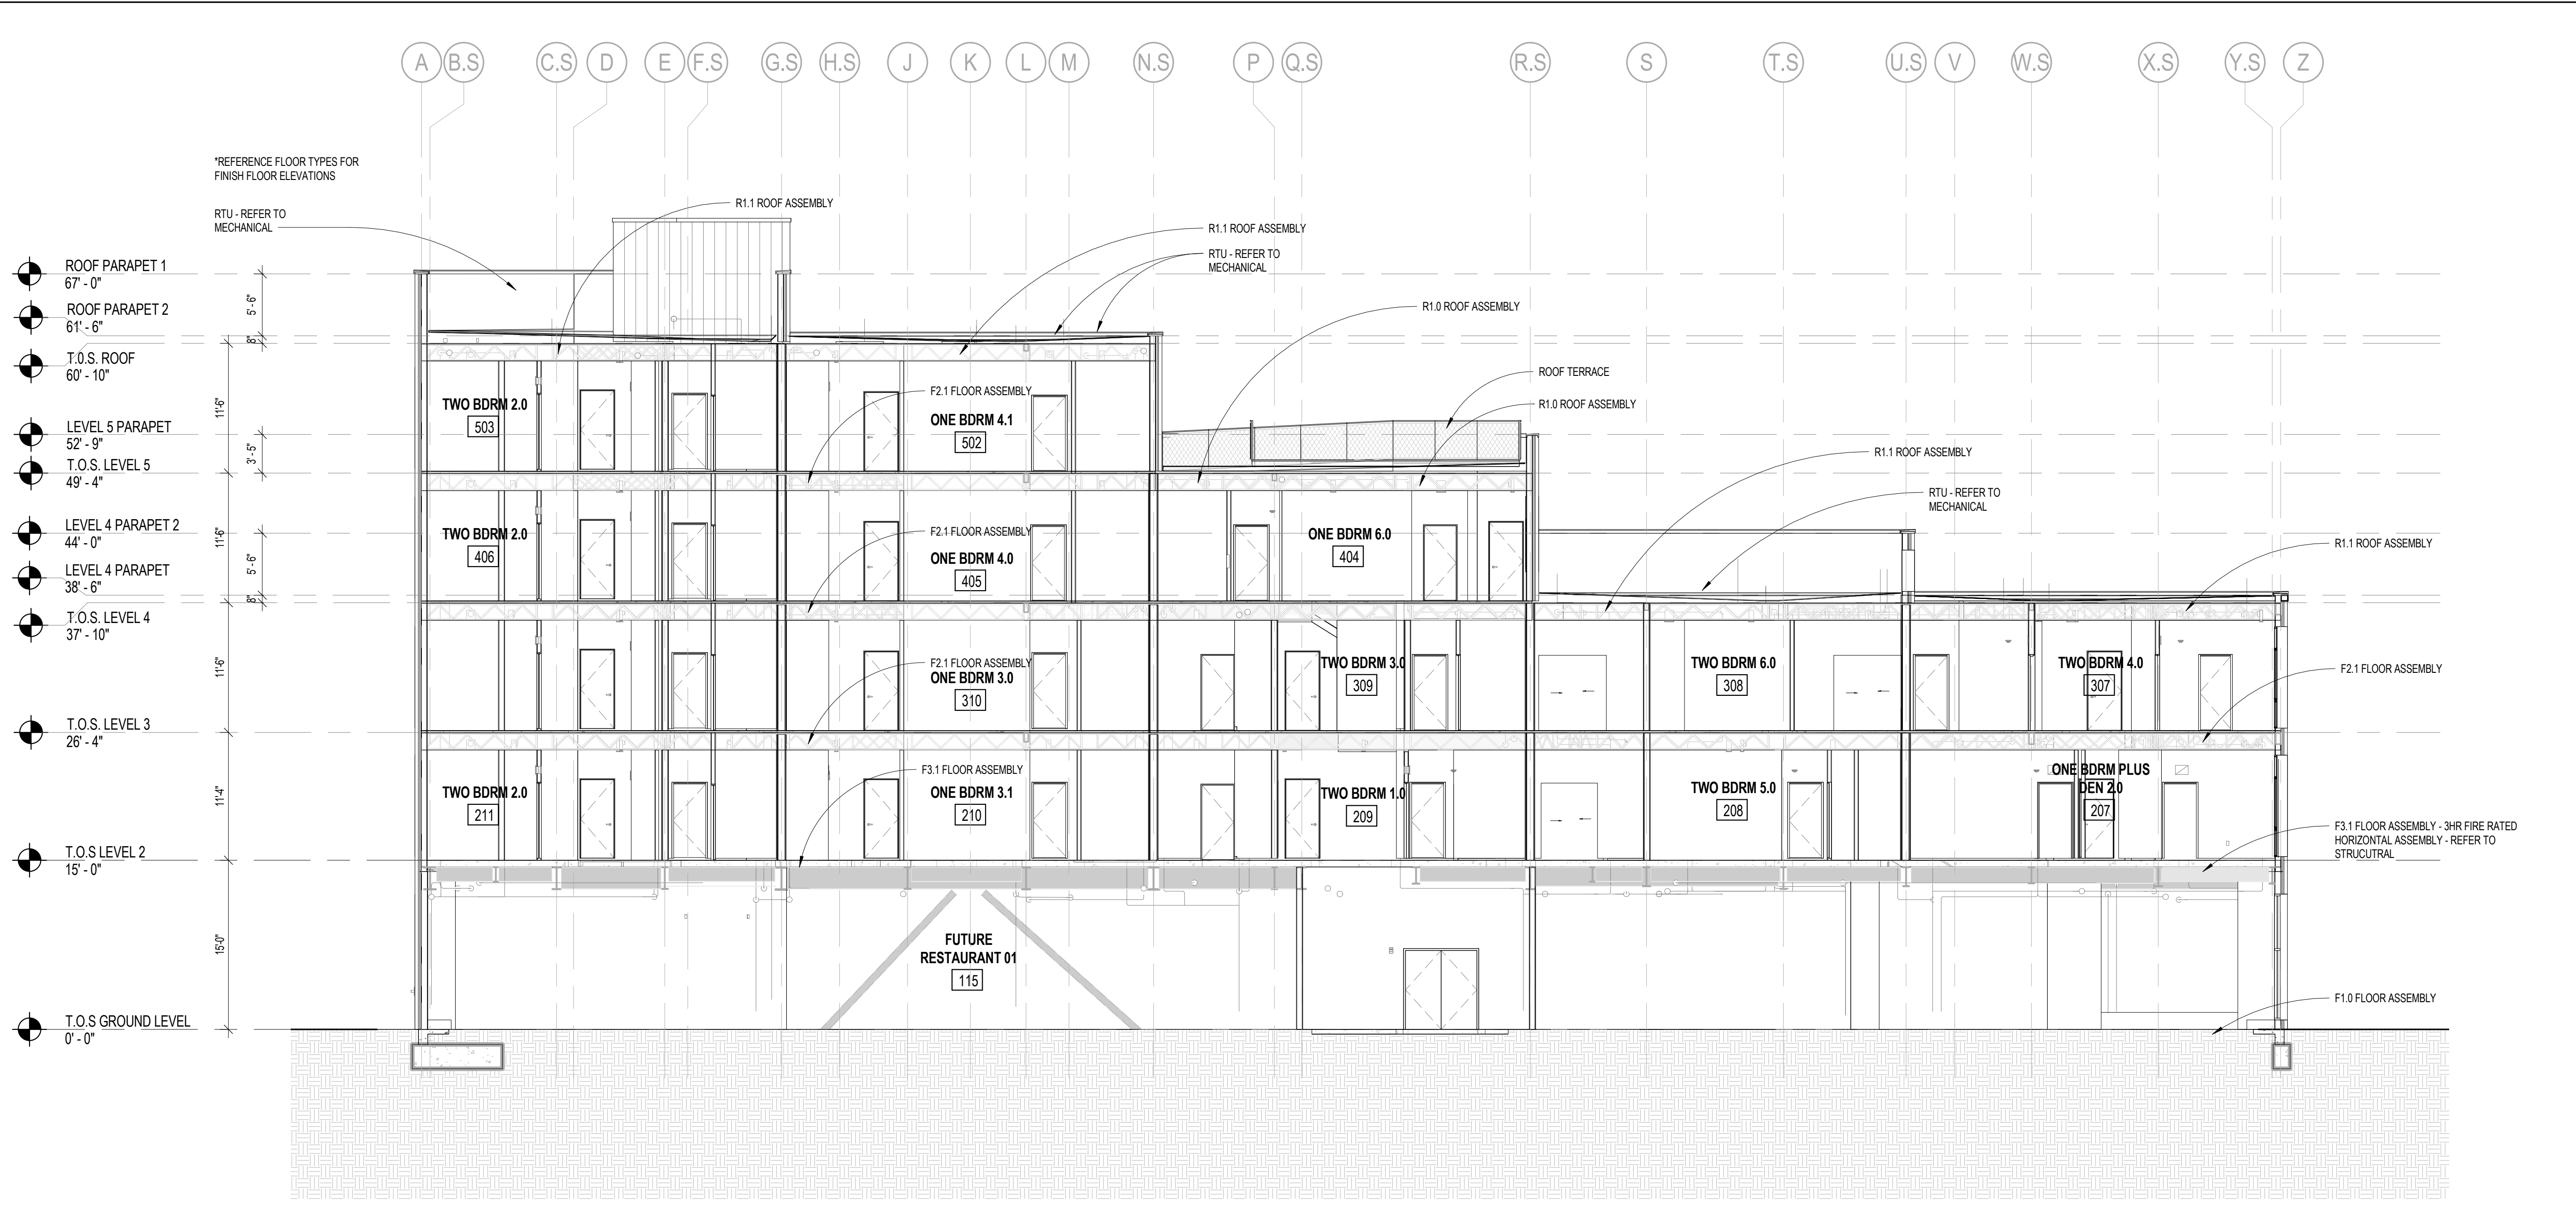 A B.S C.S D E F.S G.S H.S J K L M N.S P Q.S R.S S T.S U.S V W.S X.S Y.S Z
*REFERENCE FLOOR TYPES FOR
FINISH FLOOR ELEVATIONS
RTU - REFER TO
MECHANICAL
R1.1 ROOF ASSEMBLY
R1.1 ROOF ASSEMBLY
RTU - REFER TO
MECHANICAL
R1.0 ROOF ASSEMBLY
ROOF TERRACE
R1.0 ROOF ASSEMBLY
R1.1 ROOF ASSEMBLY
RTU - REFER TO
MECHANICAL
R1.1 ROOF ASSEMBLY
F2.1 FLOOR ASSEMBLY
F3.1 FLOOR ASSEMBLY - 3HR FIRE RATED
HORIZONTAL ASSEMBLY - REFER TO
STRUCUTRAL
F1.0 FLOOR ASSEMBLY
ROOF PARAPET 1
67' - 0"
ROOF PARAPET 2
61' - 6"
T.O.S. ROOF
60' - 10"
LEVEL 5 PARAPET
52' - 9"
T.O.S. LEVEL 5
49' - 4"
LEVEL 4 PARAPET 2
44' - 0"
LEVEL 4 PARAPET
38' - 6"
T.O.S. LEVEL 4
37' - 10"
T.O.S. LEVEL 3
26' - 4"
T.O.S LEVEL 2
15' - 0"
T.O.S GROUND LEVEL
0' - 0"
5' - 6"
8"
11'-6"
3' - 5"
11'-6"
5' - 6"
8"
11'-6"
11'-4"
15'-0"
TWO BDRM 2.0
503
F2.1 FLOOR ASSEMBLY
ONE BDRM 4.1
502
TWO BDRM 2.0
406
F2.1 FLOOR ASSEMBLY
ONE BDRM 4.0
405
ONE BDRM 6.0
404
F2.1 FLOOR ASSEMBLY
ONE BDRM 3.0
310
TWO BDRM 3.0
309
TWO BDRM 6.0
308
TWO BDRM 4.0
307
TWO BDRM 2.0
211
F3.1 FLOOR ASSEMBLY
ONE BDRM 3.1
210
TWO BDRM 1.0
209
TWO BDRM 5.0
208
ONE BDRM PLUS
DEN 2.0
207
FUTURE
RESTAURANT 01
115